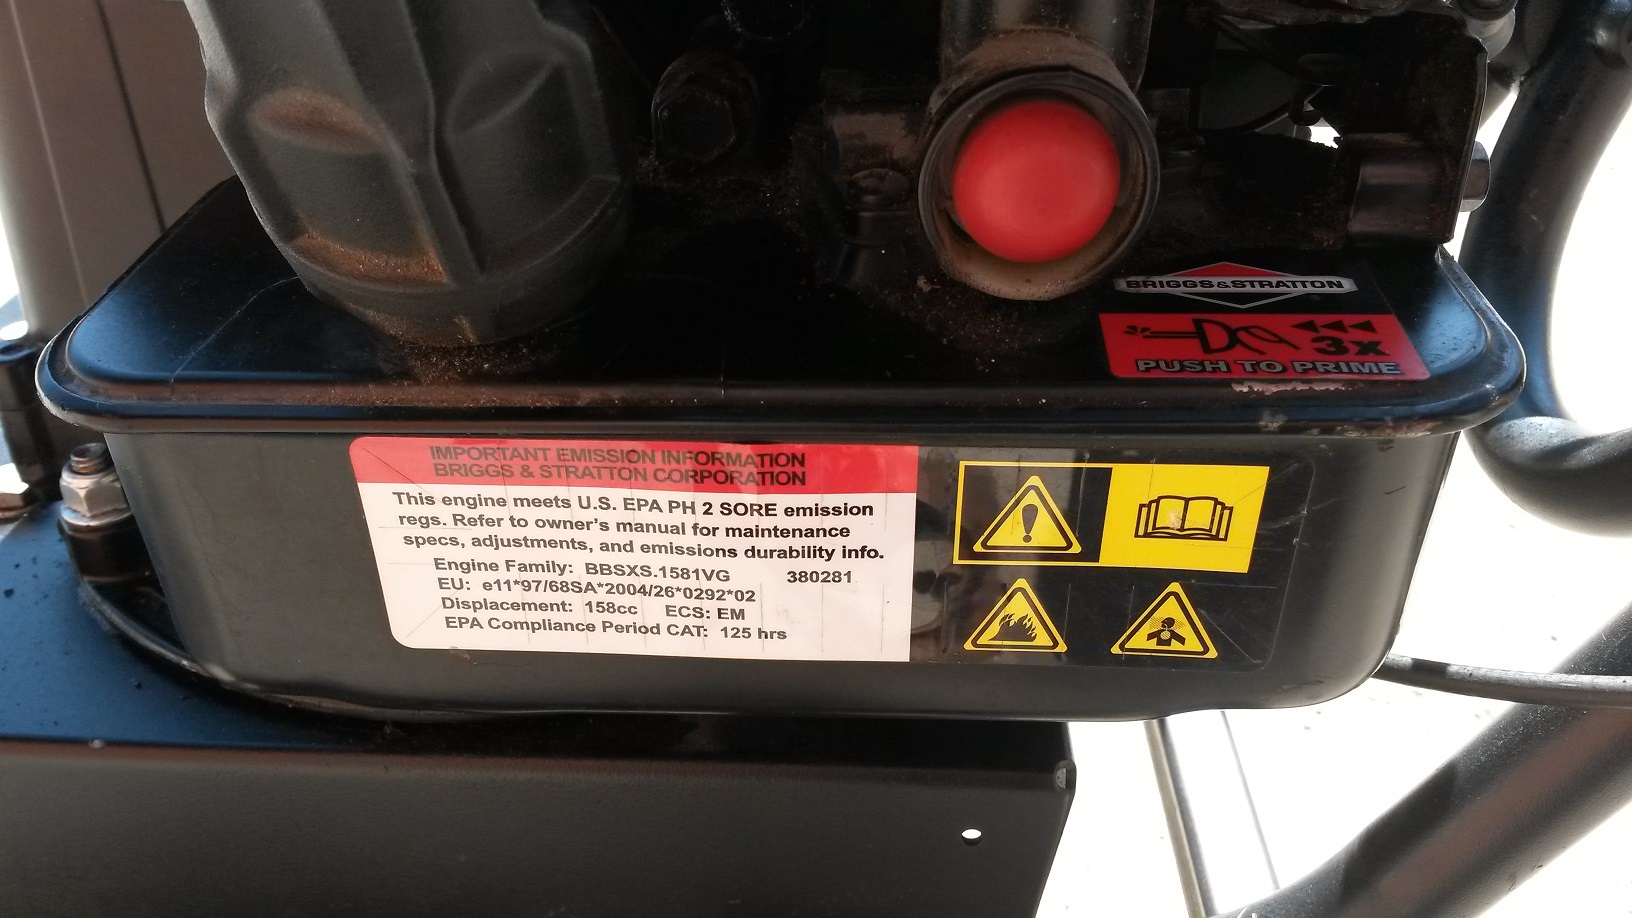 BRIGGS & STRATTON
3x
PUSH TO PRIME
IMPORTANT EMISSION INFORMATION
BRIGGS & STRATTON CORPORATION
This engine meets U.S. EPA PH 2 SORE emission
regs. Refer to owner's manual for maintenance
specs, adjustments, and emissions durability info.
Engine Family: BBSXS.1581VG 380281
EU: e11*97/68SA*2004/26*0292*02
Displacement: 158cc ECS: EM
EPA Compliance Period CAT: 125 hrs